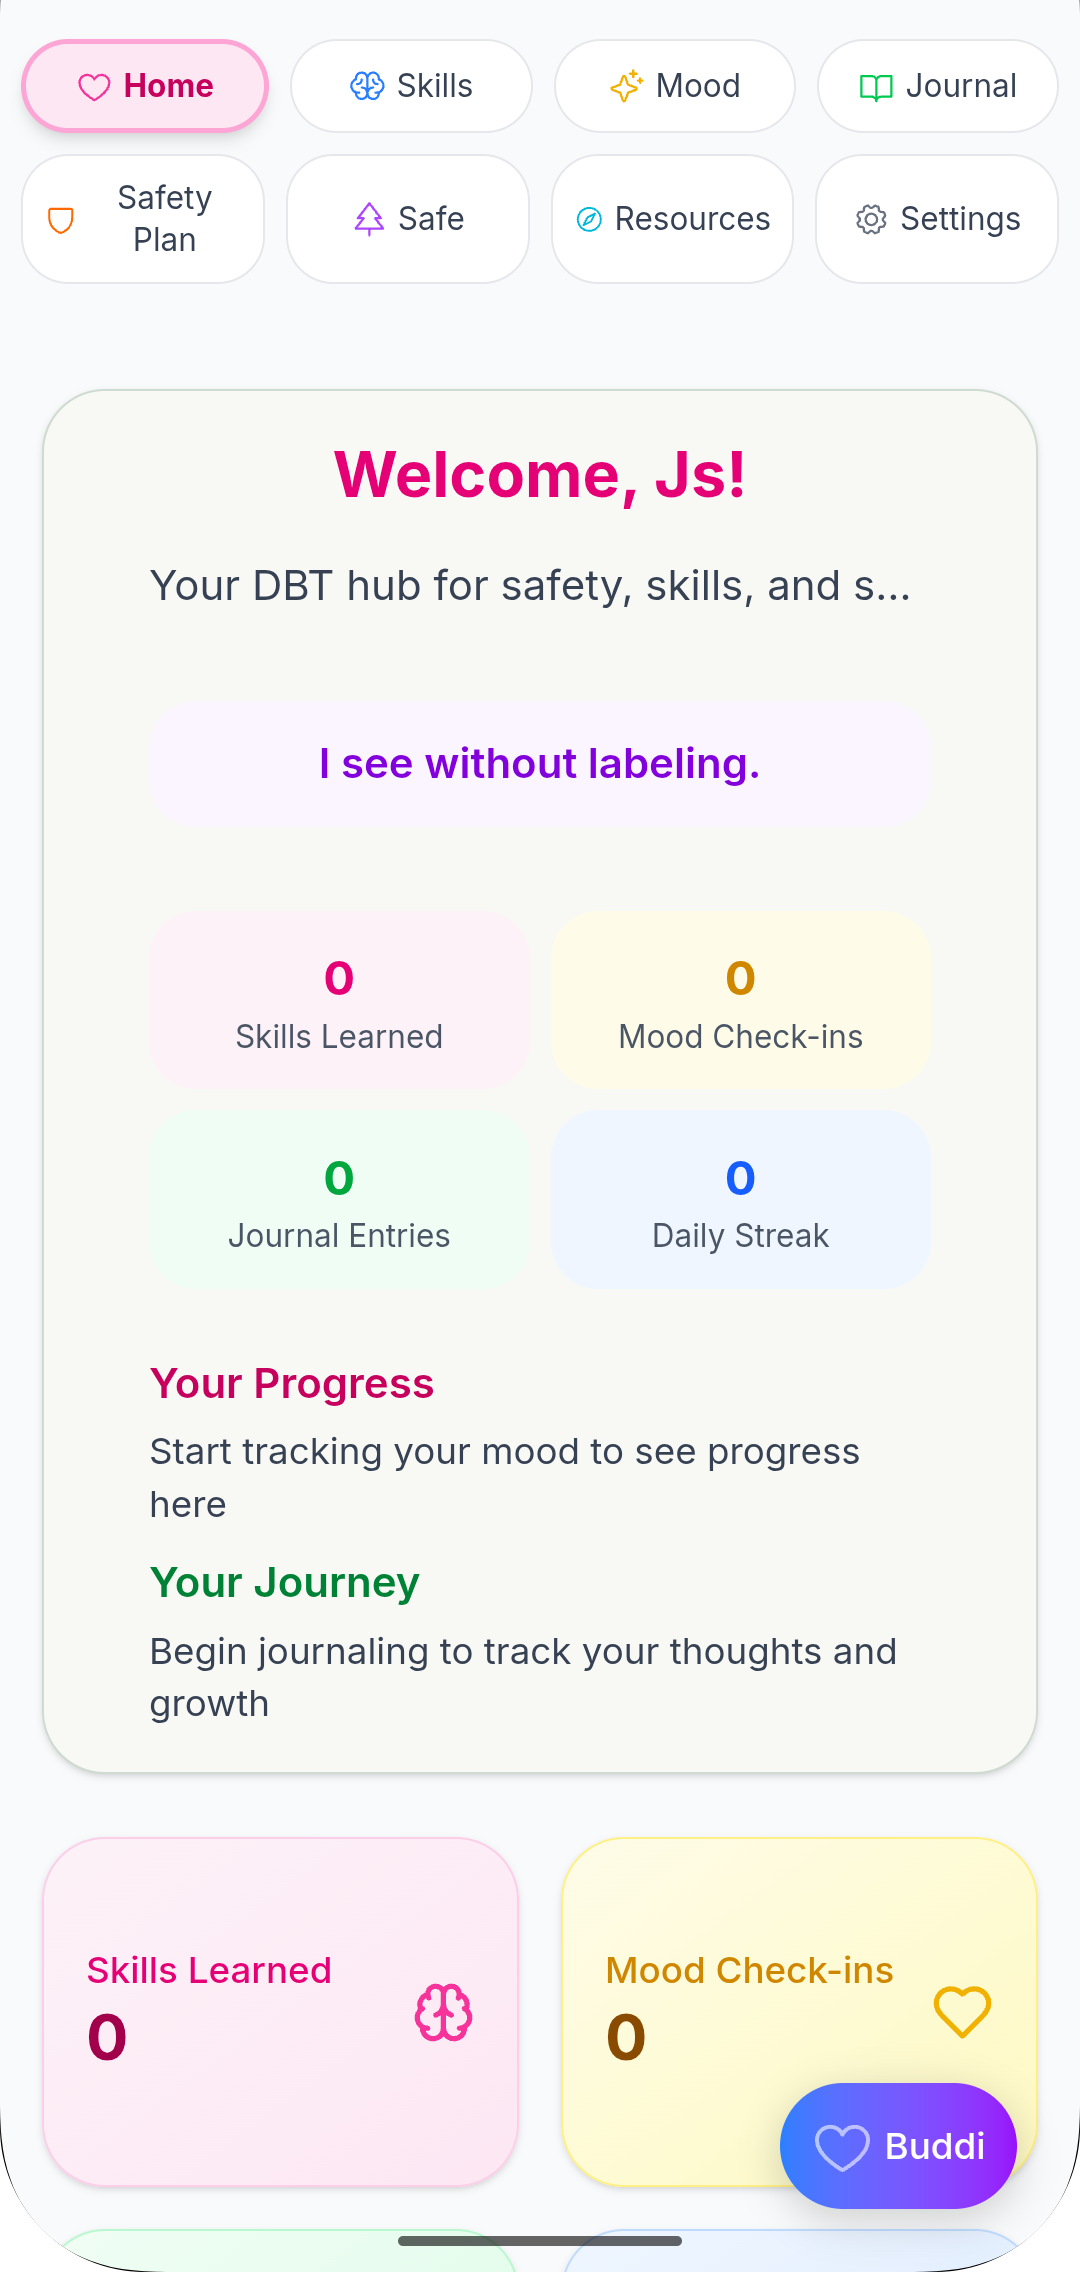 Home
Skills
Mood
Journal
Safety
Plan
Safe
Resources
Settings
Welcome, Js!
Your DBT hub for safety, skills, and s...
I see without labeling.
0
Skills Learned
0
Mood Check-ins
0
Journal Entries
0
Daily Streak
Your Progress
Start tracking your mood to see progress
here
Your Journey
Begin journaling to track your thoughts and
growth
Skills Learned
0
Mood Check-ins
0
Buddi